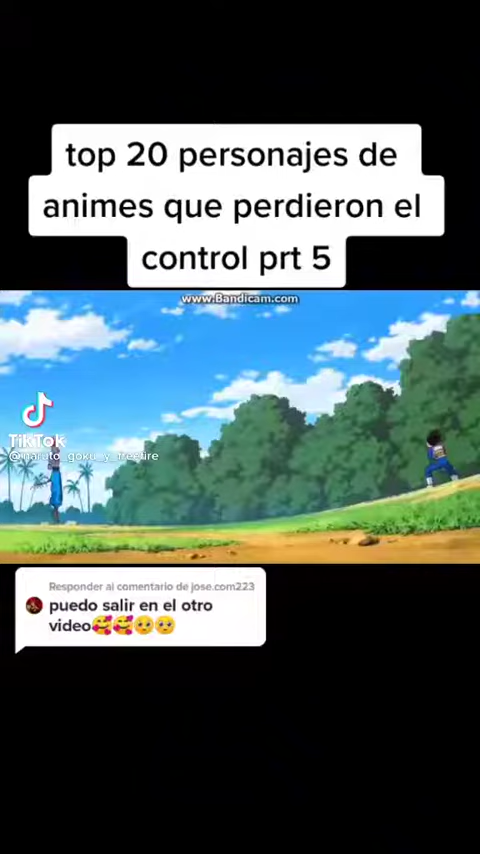 top 20 personajes de
animes que perdieron el
control prt 5
www.Bandicam.com
TikTok
@naruto_goku_y_freefire
Responder al comentario de jose.com223
puedo salir en el otro
video🥰🥰🥹🥹